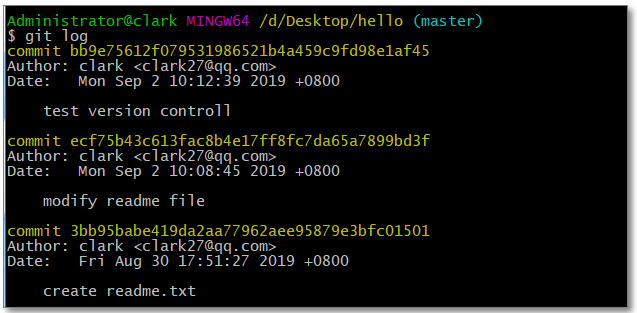 Administrator@clark MINGW64 /d/Desktop/hello (master)
$ git log
commit bb9e75612f079531986521b4a459c9fd98e1af45
Author: clark <clark27@qq.com>
Date:   Mon Sep 2 10:12:39 2019 +0800
test version controll
commit ecf75b43c613fac8b4e17ff8fc7da65a7899bd3f
Author: clark <clark27@qq.com>
Date:   Mon Sep 2 10:08:45 2019 +0800
modify readme file
commit 3bb95babe419da2aa77962aee95879e3bfc01501
Author: clark <clark27@qq.com>
Date:   Fri Aug 30 17:51:27 2019 +0800
create readme.txt